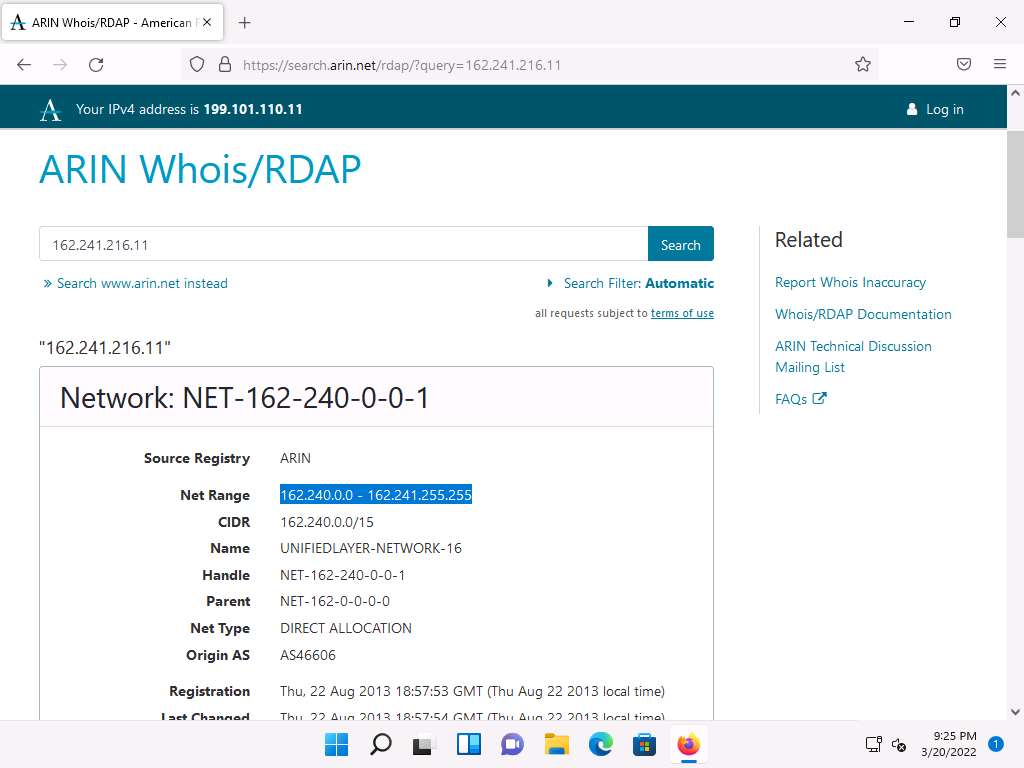 ARIN Whois/RDAP - American
https://search.arin.net/rdap/?query=162.241.216.11
Your IPv4 address is 199.101.110.11
Log in
ARIN Whois/RDAP
162.241.216.11
Search
» Search www.arin.net instead
Search Filter: Automatic
all requests subject to terms of use
Related
Report Whois Inaccuracy
Whois/RDAP Documentation
ARIN Technical Discussion
Mailing List
FAQs
"162.241.216.11"
Network: NET-162-240-0-0-1
Source Registry ARIN
Net Range 162.240.0.0 - 162.241.255.255
CIDR 162.240.0.0/15
Name UNIFIEDLAYER-NETWORK-16
Handle NET-162-240-0-0-1
Parent NET-162-0-0-0-0
Net Type DIRECT ALLOCATION
Origin AS AS46606
Registration Thu, 22 Aug 2013 18:57:53 GMT (Thu Aug 22 2013 local time)
Last Changed Thu, 22 Aug 2013 18:57:54 GMT (Thu Aug 22 2013 local time)
9:25 PM
3/20/2022
1